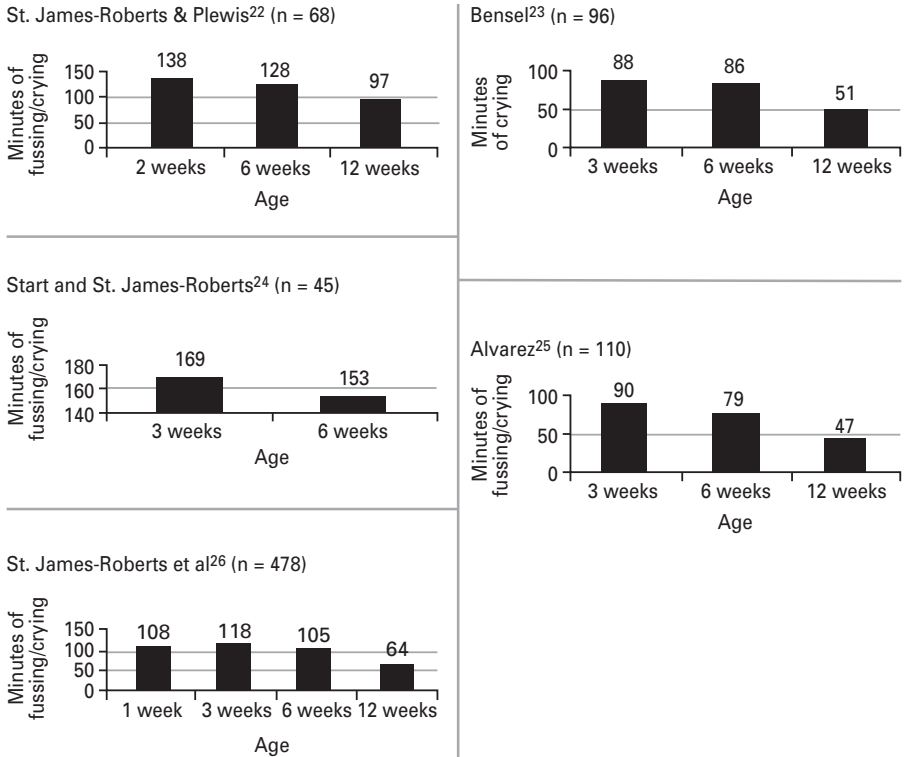 St. James-Roberts & Plewis22 (n = 68)
Minutes of
fussing/crying
150
100
50
0
138
128
97
2 weeks
6 weeks
12 weeks
Age
Start and St. James-Roberts24 (n = 45)
Minutes of
fussing/crying
180
160
140
169
153
3 weeks
6 weeks
Age
St. James-Roberts et al26 (n = 478)
Minutes of
fussing/crying
150
100
50
0
108
118
105
64
1 week
3 weeks
6 weeks
12 weeks
Age
Bensel23 (n = 96)
Minutes
of crying
100
50
0
88
86
51
3 weeks
6 weeks
12 weeks
Age
Alvarez25 (n = 110)
Minutes of
fussing/crying
100
50
0
90
79
47
3 weeks
6 weeks
12 weeks
Age